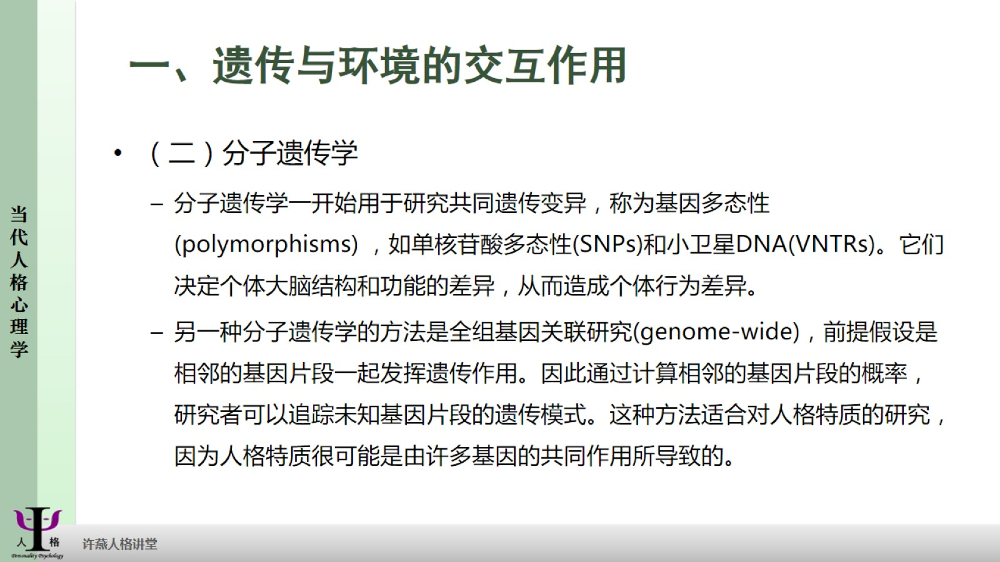 一、遗传与环境的交互作用
• （二）分子遗传学
– 分子遗传学一开始用于研究共同遗传变异，称为基因多态性
(polymorphisms) ，如单核苷酸多态性(SNPs)和小卫星DNA(VNTRs)。它们
决定个体大脑结构和功能的差异，从而造成个体行为差异。
– 另一种分子遗传学的方法是全组基因关联研究(genome-wide)，前提假设是
相邻的基因片段一起发挥遗传作用。因此通过计算相邻的基因片段的概率，
研究者可以追踪未知基因片段的遗传模式。这种方法适合对人格特质的研究，
因为人格特质很可能是由许多基因的共同作用所导致的。
当代人格心理学
人 格
Personality Psychology
许燕人格讲堂